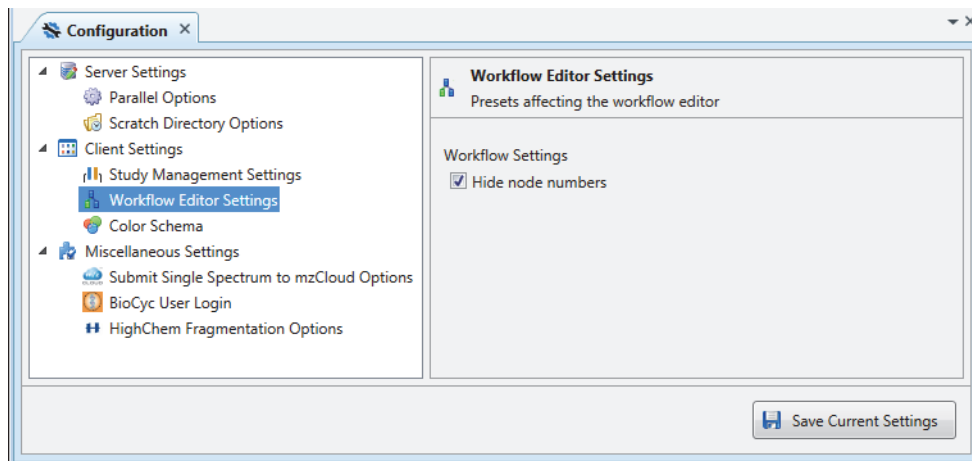 Configuration
Server Settings
Parallel Options
Scratch Directory Options
Client Settings
Study Management Settings
Workflow Editor Settings
Color Schema
Miscellaneous Settings
Submit Single Spectrum to mzCloud Options
BioCyc User Login
HighChem Fragmentation Options
Workflow Editor Settings
Presets affecting the workflow editor
Workflow Settings
Hide node numbers
Save Current Settings